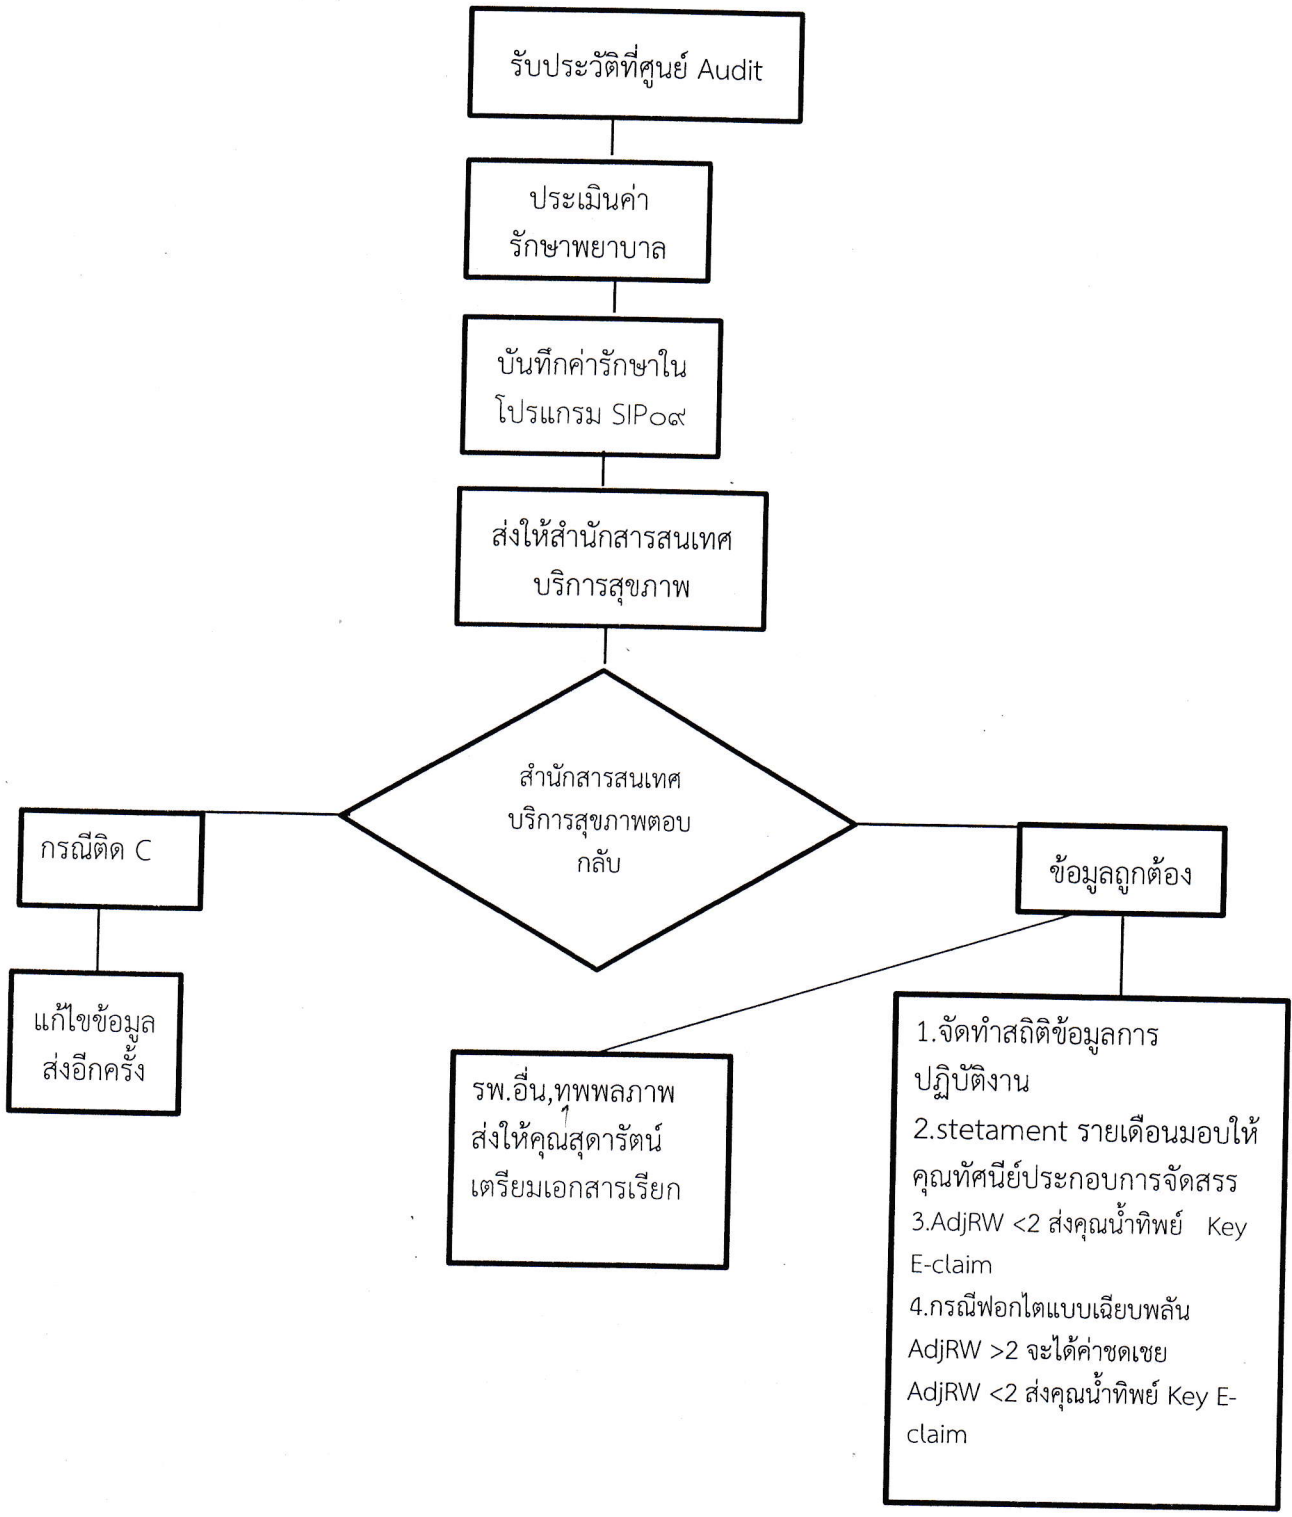 รับประวัติที่ศูนย์ Audit
ประเมินค่า
รักษาพยาบาล
บันทึกค่ารักษาใน
โปรแกรม SIP๐๙
ส่งให้สำนักสารสนเทศ
บริการสุขภาพ
สำนักสารสนเทศ
บริการสุขภาพตอบ
กลับ
กรณีติด C
ข้อมูลถูกต้อง
แก้ไขข้อมูล
ส่งอีกครั้ง
รพ.อื่น,ทุพพลภาพ
ส่งให้คุณสุดารัตน์
เตรียมเอกสารเรียก
1.จัดทำสถิติข้อมูลการ
ปฏิบัติงาน
2.stetament รายเดือนมอบให้
คุณทัศนีย์ประกอบการจัดสรร
3.AdjRW <2 ส่งคุณน้ำทิพย์ Key
E-claim
4.กรณีฟอกไตแบบเฉียบพลัน
AdjRW >2 จะได้ค่าชดเชย
AdjRW <2 ส่งคุณน้ำทิพย์ Key E-
claim